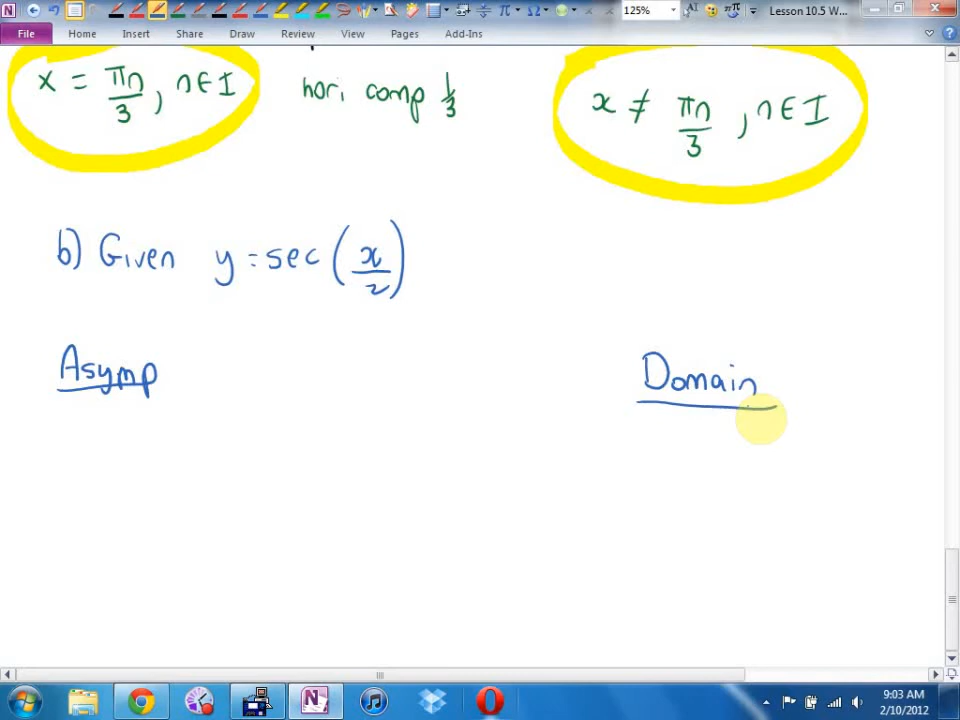 125%
Lesson 10.5 W...
File Home Insert Share Draw Review View Pages Add-Ins
x = πn/3, n∈I
hori comp 1/3
x ≠ πn/3, n∈I
b) Given y = sec(x/2)
Asymp
Domain
9:03 AM
2/10/2012